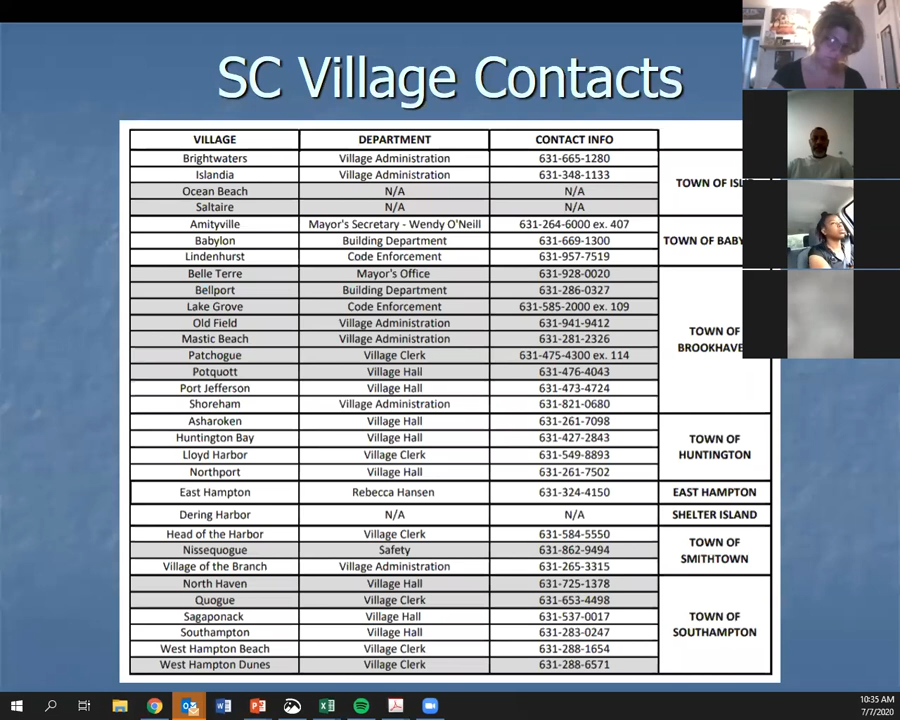 SC Village Contacts
VILLAGE DEPARTMENT CONTACT INFO
Brightwaters Village Administration 631-665-1280
Islandia Village Administration 631-348-1133
TOWN OF
Ocean Beach N/A N/A
Saltaire N/A N/A
Amityville Mayor's Secretary - Wendy O'Neill 631-264-6000 ex. 407
Babylon Building Department 631-669-1300
TOWN OF
Lindenhurst Code Enforcement 631-957-7519
Belle Terre Mayor's Office 631-928-0020
Bellport Building Department 631-286-0327
Lake Grove Code Enforcement 631-585-2000 ex. 109
Old Field Village Administration 631-941-9412
Mastic Beach Village Administration 631-281-2326
TOWN OF
BROOKHAVE
Patchogue Village Clerk 631-475-4300 ex. 114
Potquott Village Hall 631-476-4043
Port Jefferson Village Hall 631-473-4724
Shoreham Village Administration 631-821-0680
Asharoken Village Hall 631-261-7098
Huntington Bay Village Hall 631-427-2843
TOWN OF
HUNTINGTON
Lloyd Harbor Village Clerk 631-549-8893
Northport Village Hall 631-261-7502
East Hampton Rebecca Hansen 631-324-4150 EAST HAMPTON
Dering Harbor N/A N/A SHELTER ISLAND
Head of the Harbor Village Clerk 631-584-5550
Nissequogue Safety 631-862-9494
TOWN OF
SMITHTOWN
Village of the Branch Village Administration 631-265-3315
North Haven Village Hall 631-725-1378
Quogue Village Clerk 631-653-4498
Sagaponack Village Hall 631-537-0017
TOWN OF
SOUTHAMPTON
Southampton Village Hall 631-283-0247
West Hampton Beach Village Clerk 631-288-1654
West Hampton Dunes Village Clerk 631-288-6571
10:35 AM
7/7/2020